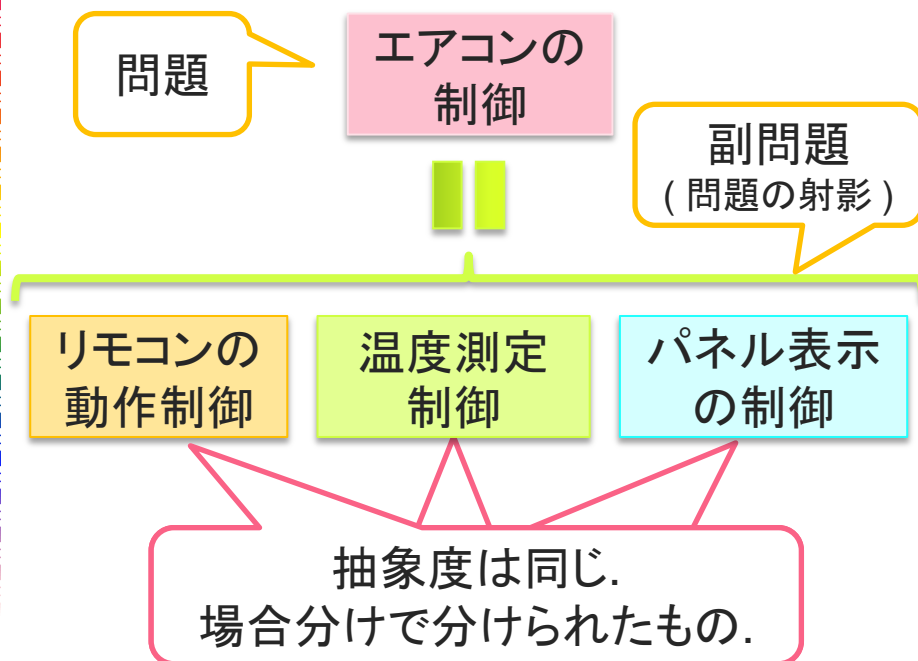 問題
エアコンの
制御
副問題
( 問題の射影 )
リモコンの
動作制御
温度測定
制御
パネル表示
の制御
抽象度は同じ.
場合分けで分けられたもの.